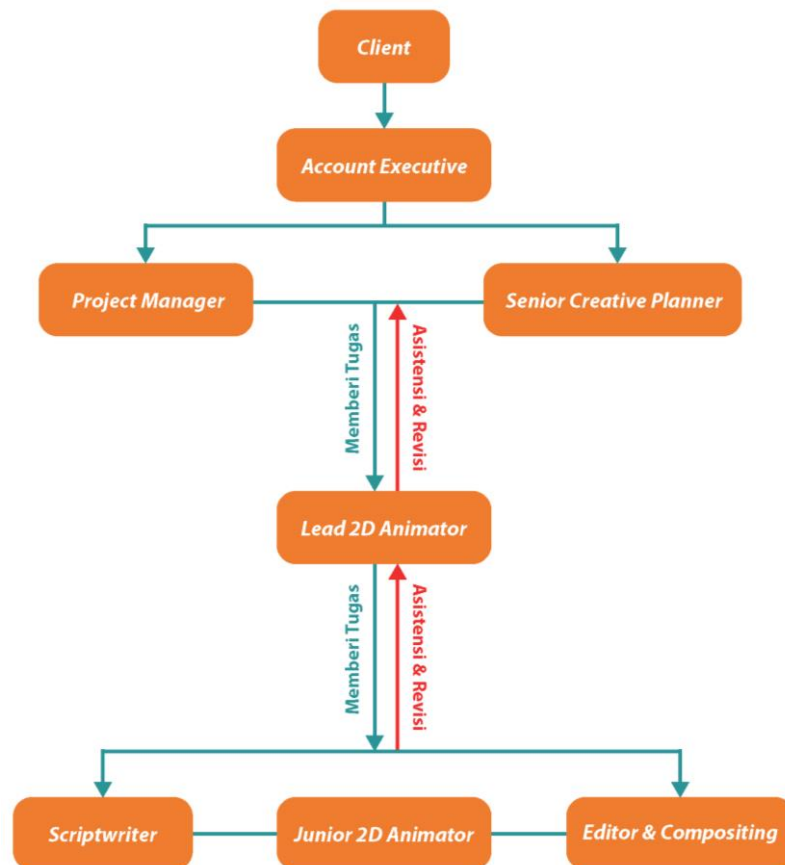 Client
Account Executive
Project Manager
Senior Creative Planner
Memberi Tugas
Asistensi & Revisi
Lead 2D Animator
Memberi Tugas
Asistensi & Revisi
Scriptwriter
Junior 2D Animator
Editor & Compositing